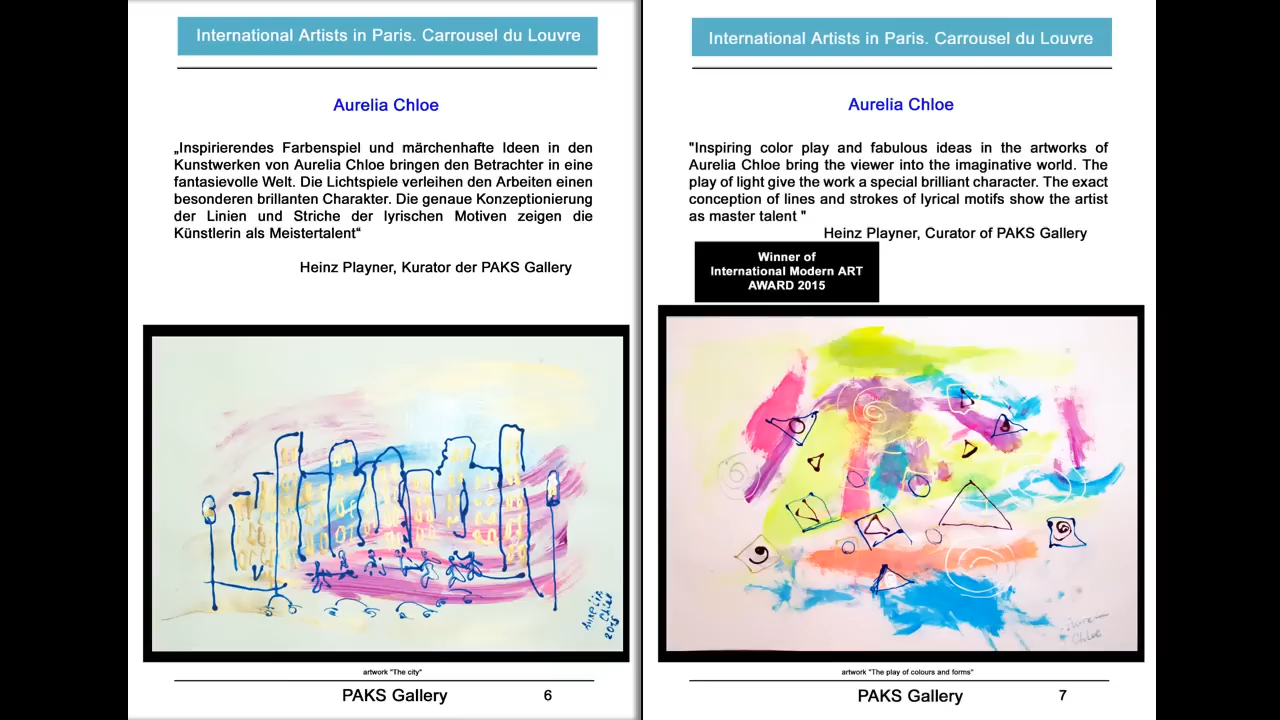 International Artists in Paris. Carrousel du Louvre
Aurelia Chloe
„Inspirierendes Farbenspiel und märchenhafte Ideen in den
Kunstwerken von Aurelia Chloe bringen den Betrachter in eine
fantasievolle Welt. Die Lichtspiele verleihen den Arbeiten einen
besonderen brillanten Charakter. Die genaue Konzeptionierung
der Linien und Striche der lyrischen Motiven zeigen die
Künstlerin als Meistertalent“
Heinz Playner, Kurator der PAKS Gallery
Aurelia
Chloe
2015
artwork "The city"
PAKS Gallery 6
International Artists in Paris. Carrousel du Louvre
Aurelia Chloe
"Inspiring color play and fabulous ideas in the artworks of
Aurelia Chloe bring the viewer into the imaginative world. The
play of light give the work a special brilliant character. The exact
conception of lines and strokes of lyrical motifs show the artist
as master talent "
Heinz Playner, Curator of PAKS Gallery
Winner of
International Modern ART
AWARD 2015
Chloe
artwork "The play of colours and forms"
PAKS Gallery 7